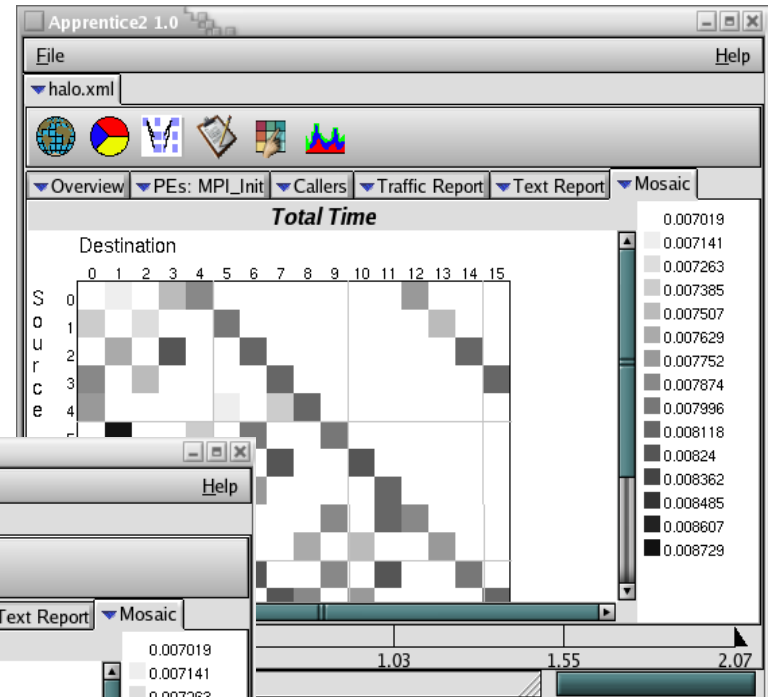 Apprentice2 1.0
File Help
halo.xml
Overview PEs: MPI_Init Callers Traffic Report Text Report Mosaic
Total Time
Destination
0 1 2 3 4 5 6 7 8 9 10 11 12 13 14 15
Source
0
1
2
3
4
0.007019
0.007141
0.007263
0.007385
0.007507
0.007629
0.007752
0.007874
0.007996
0.008118
0.00824
0.008362
0.008485
0.008607
0.008729
1.03 1.55 2.07
Help
Text Report Mosaic
0.007019
0.007141
0.007263